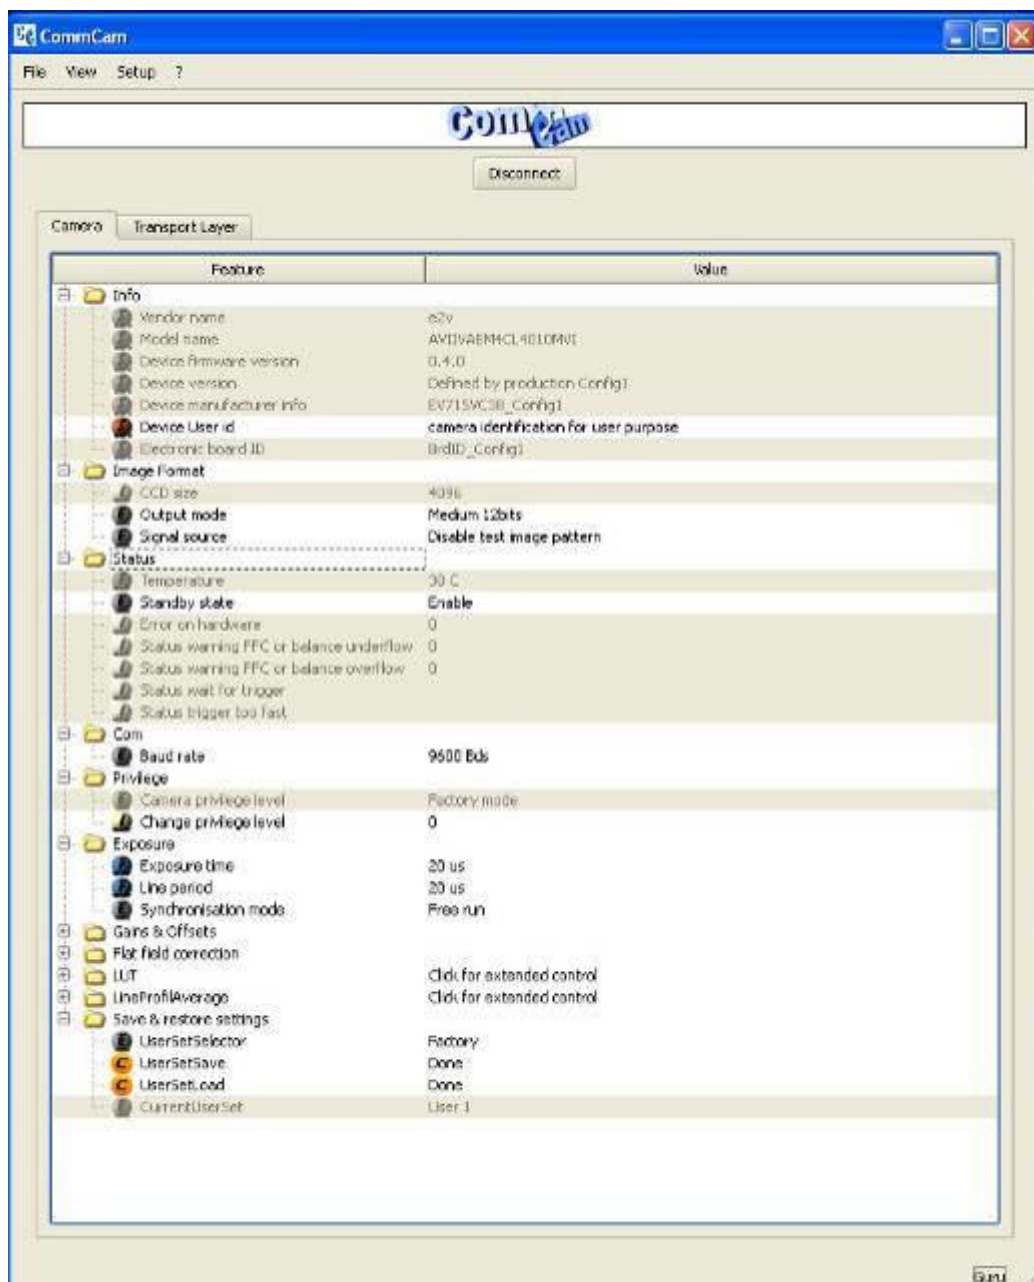 CommCam
File View Setup ?
Com Cam
Disconnect
Camera Transport Layer
Feature Value
Info
Vendor name e2v
Model name
Device firmware version 0.4.0
Device version Defined by production Config1
Device manufacturer info
Device User id camera identification for user purpose
Electronic board ID BrdID_Config1
Image Format
CCD size 4096
Output mode Medium 12bits
Signal source Disable test image pattern
Status
Temperature 30 C
Standby state Enable
Error on hardware 0
Status warning FFC or balance underflow 0
Status warning FFC or balance overflow 0
Status wait for trigger
Status trigger too fast
Com
Baud rate 9600 Bds
Privilege
Camera privilege level Factory mode
Change privilege level 0
Exposure
Exposure time 20 us
Line period 20 us
Synchronisation mode Free run
Gains & Offsets
Flat field correction
LUT Click for extended control
LineProfilAverage Click for extended control
Save & restore settings
UserSetSelector Factory
C UserSetSave Done
C UserSetLoad Done
CurrentUserSet User 1
Guru